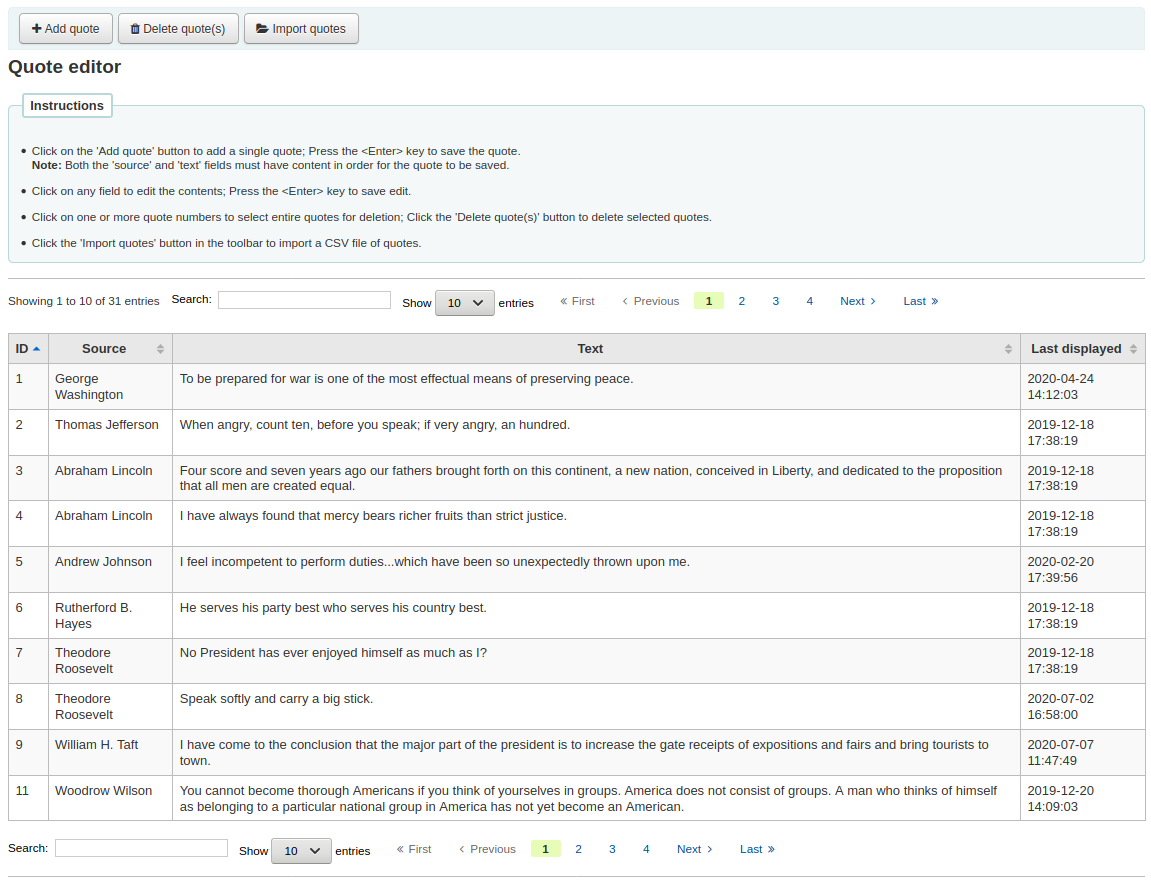 Add quote Delete quote(s) Import quotes
Quote editor
Instructions
• Click on the 'Add quote' button to add a single quote; Press the <Enter> key to save the quote.
Note: Both the 'source' and 'text' fields must have content in order for the quote to be saved.
• Click on any field to edit the contents; Press the <Enter> key to save edit.
• Click on one or more quote numbers to select entire quotes for deletion; Click the 'Delete quote(s)' button to delete selected quotes.
• Click the 'Import quotes' button in the toolbar to import a CSV file of quotes.
Showing 1 to 10 of 31 entries Search: Show 10 entries « First ‹ Previous 1 2 3 4 Next › Last »
ID Source Text Last displayed
1 George To be prepared for war is one of the most effectual means of preserving peace. 2020-04-24
Washington 14:12:03
2 Thomas Jefferson When angry, count ten, before you speak; if very angry, an hundred. 2019-12-18
17:38:19
3 Abraham Lincoln Four score and seven years ago our fathers brought forth on this continent, a new nation, conceived in Liberty, and dedicated to the proposition 2019-12-18
that all men are created equal. 17:38:19
4 Abraham Lincoln I have always found that mercy bears richer fruits than strict justice. 2019-12-18
17:38:19
5 Andrew Johnson I feel incompetent to perform duties...which have been so unexpectedly thrown upon me. 2020-02-20
17:39:56
6 Rutherford B. He serves his party best who serves his country best. 2019-12-18
Hayes 17:38:19
7 Theodore No President has ever enjoyed himself as much as I? 2019-12-18
Roosevelt 17:38:19
8 Theodore Speak softly and carry a big stick. 2020-07-02
Roosevelt 16:58:00
9 William H. Taft I have come to the conclusion that the major part of the president is to increase the gate receipts of expositions and fairs and bring tourists to 2020-07-07
town. 11:47:49
11 Woodrow Wilson You cannot become thorough Americans if you think of yourselves in groups. America does not consist of groups. A man who thinks of himself 2019-12-20
as belonging to a particular national group in America has not yet become an American. 14:09:03
Search: Show 10 entries « First ‹ Previous 1 2 3 4 Next › Last »